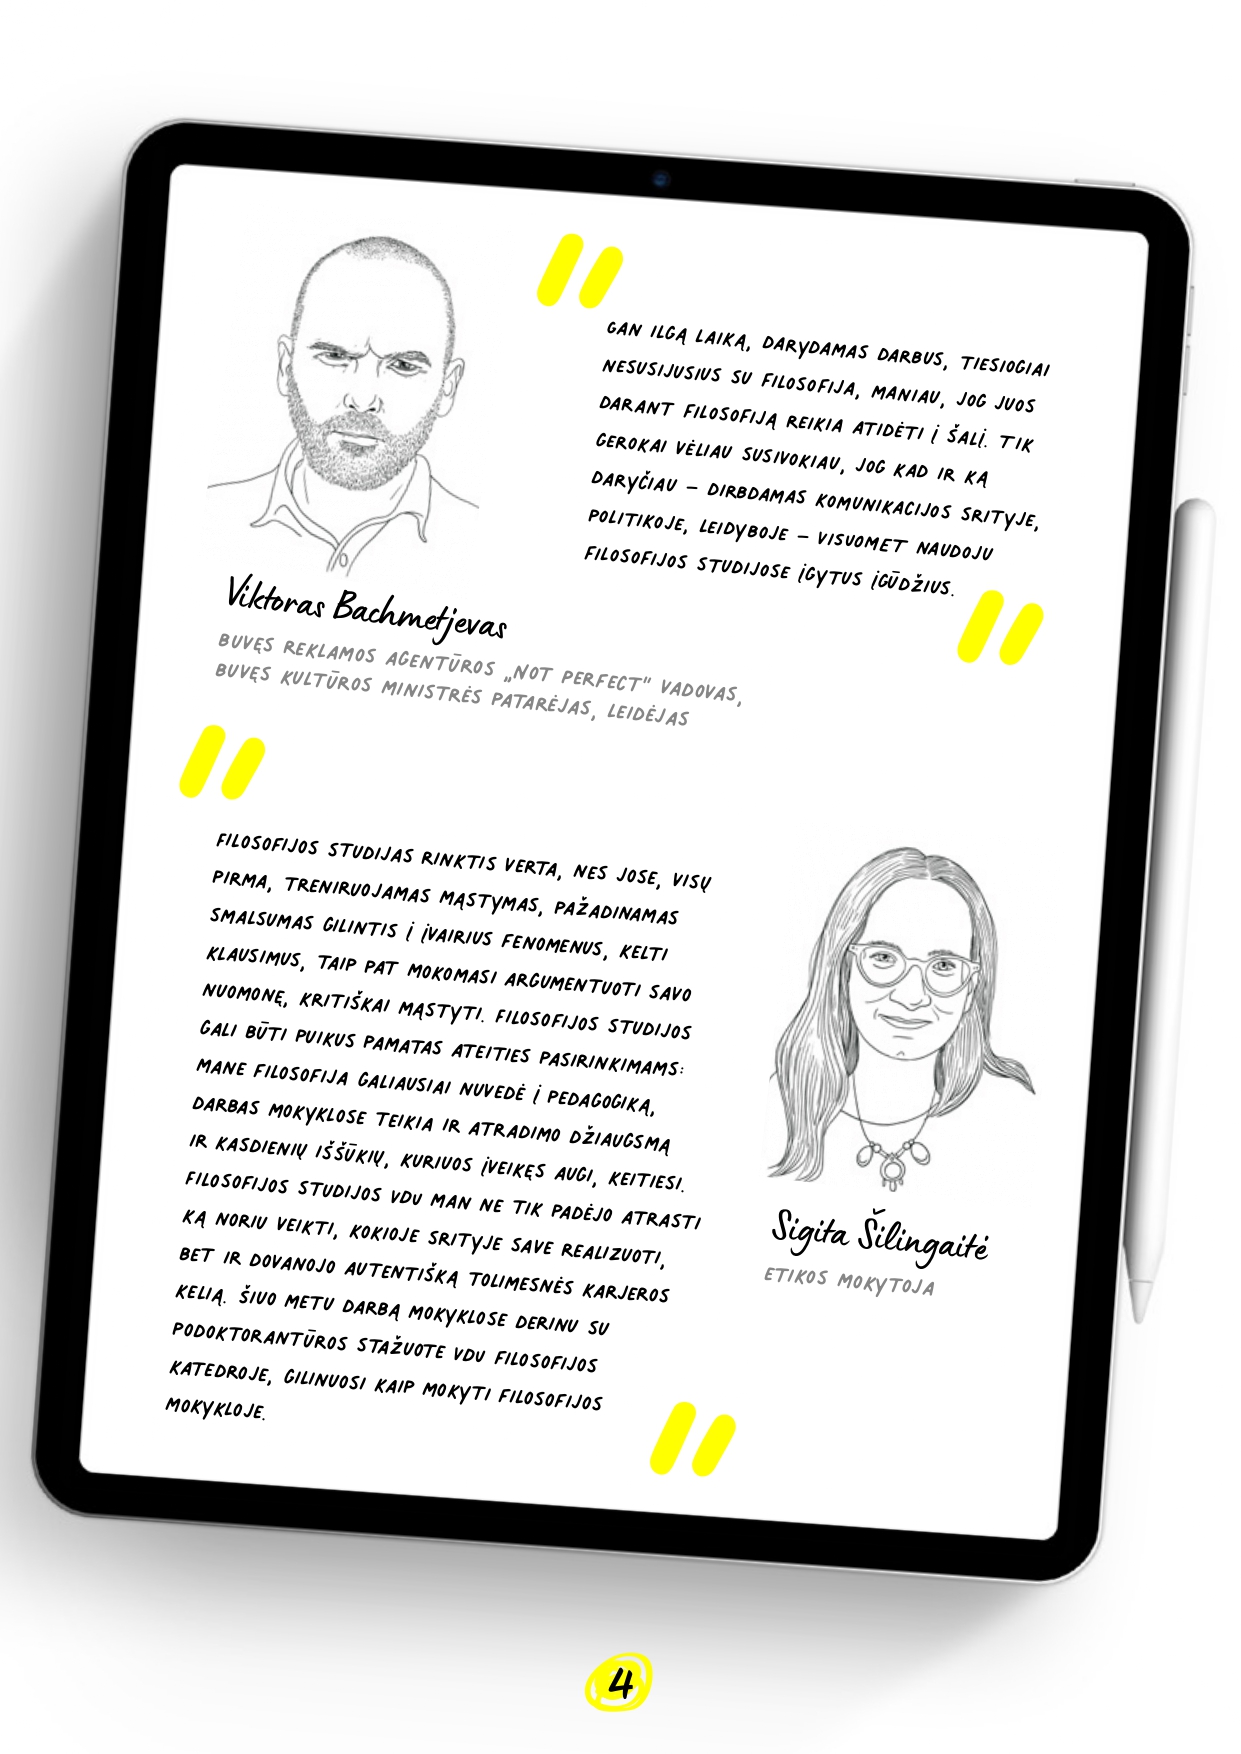 GAN ILGĄ LAIKĄ, DARYDAMAS DARBUS, TIESIOGIAI
NESUSIJUSIUS SU FILOSOFIJA, MANIAU, JOG JUOS
DARANT FILOSOFIJĄ REIKIA ATIDĖTI Į ŠALĮ. TIK
GEROKAI VĖLIAU SUSIVOKIAU, JOG KAD IR KĄ
DARYČIAU – DIRBDAMAS KOMUNIKACIJOS SRITYJE,
POLITIKOJE, LEIDYBOJE – VISUOMET NAUDOJU
FILOSOFIJOS STUDIJOSE ĮGYTUS ĮGŪDŽIUS.
Viktoras Bachmetjevas
BUVĘS REKLAMOS AGENTŪROS „NOT PERFECT" VADOVAS,
BUVĘS KULTŪROS MINISTRĖS PATARĖJAS, LEIDĖJAS
FILOSOFIJOS STUDIJAS RINKTIS VERTA, NES JOSE, VISŲ
PIRMA, TRENIRUOJAMAS MĄSTYMAS, PAŽADINAMAS
SMALSUMAS GILINTIS Į ĮVAIRIUS FENOMENUS, KELTI
KLAUSIMUS, TAIP PAT MOKOMASI ARGUMENTUOTI SAVO
NUOMONĘ, KRITIŠKAI MĄSTYTI. FILOSOFIJOS STUDIJOS
GALI BŪTI PUIKUS PAMATAS ATEITIES PASIRINKIMAMS:
MANE FILOSOFIJA GALIAUSIAI NUVEDĖ Į PEDAGOGIKĄ,
DARBAS MOKYKLOSE TEIKIA IR ATRADIMO DŽIAUGSMĄ
IR KASDIENIŲ IŠŠŪKIŲ, KURIUOS ĮVEIKĘS AUGI, KEITIESI.
FILOSOFIJOS STUDIJOS VDU MAN NE TIK PADĖJO ATRASTI
KĄ NORIU VEIKTI, KOKIOJE SRITYJE SAVE REALIZUOTI,
BET IR DOVANOJO AUTENTIŠKĄ TOLIMESNĖS KARJEROS
KELIĄ. ŠIUO METU DARBĄ MOKYKLOSE DERINU SU
PODOKTORANTŪROS STAŽUOTE VDU FILOSOFIJOS
KATEDROJE, GILINUOSI KAIP MOKYTI FILOSOFIJOS
MOKYKLOJE.
Sigita Šilingaitė
ETIKOS MOKYTOJA
4